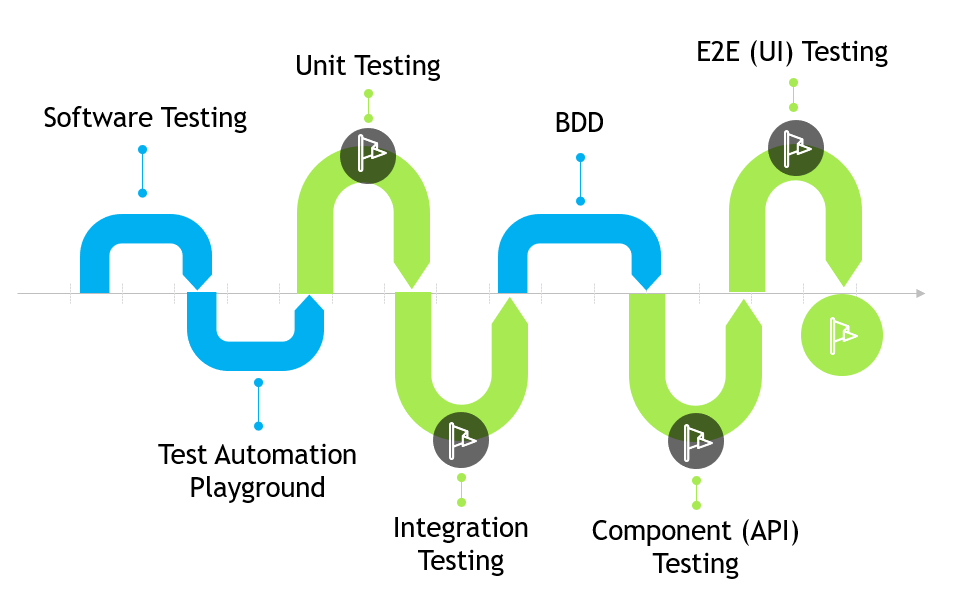 Software Testing
Test Automation
Playground
Unit Testing
Integration
Testing
BDD
Component (API)
Testing
E2E (UI) Testing